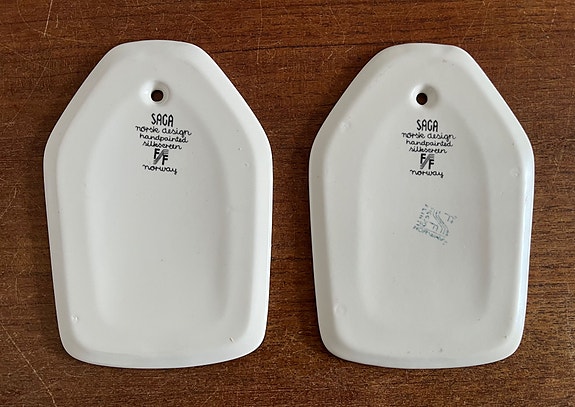 SAGA
norsk design
handpainted
silkscreen
F/F
norway
SAGA
norsk design
handpainted
silkscreen
F/F
norway